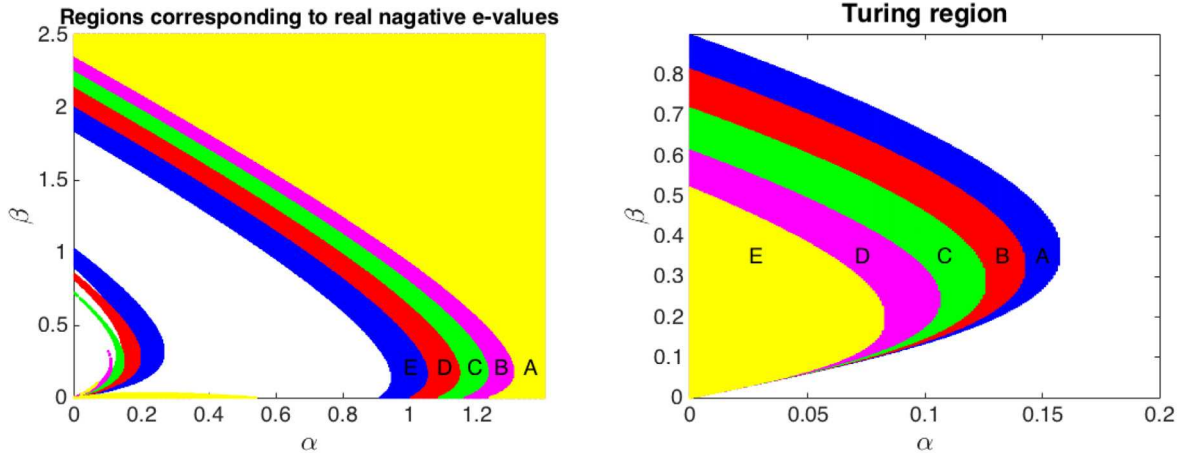 Regions corresponding to real nagative e-values
2.5
2
1.5
1
0.5
0
β
E D C B A
0 0.2 0.4 0.6 0.8 1 1.2
α
Turing region
0.8
0.7
0.6
0.5
0.4
0.3
0.2
0.1
0
β
E D C B A
0 0.05 0.1 0.15 0.2
α